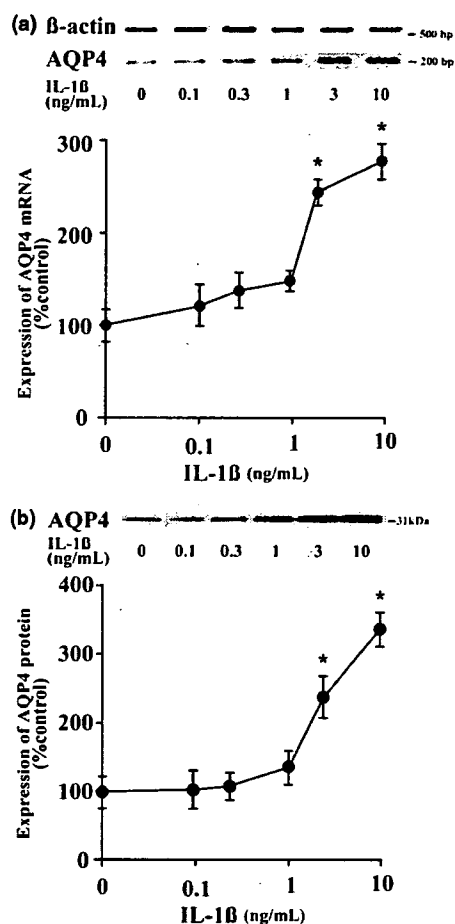 (a) ß-actin – 500 bp
AQP4 – 200 bp
IL-1ß (ng/mL) 0 0.1 0.3 1 3 10
* *
300
200
100
0
Expression of AQP4 mRNA
(%control)
0 0.1 1 10
IL-1ß (ng/mL)
(b) AQP4 –31kDa
IL-1ß (ng/mL) 0 0.1 0.3 1 3 10
* *
400
300
200
100
0
Expression of AQP4 protein
(%control)
0 0.1 1 10
IL-1ß (ng/mL)